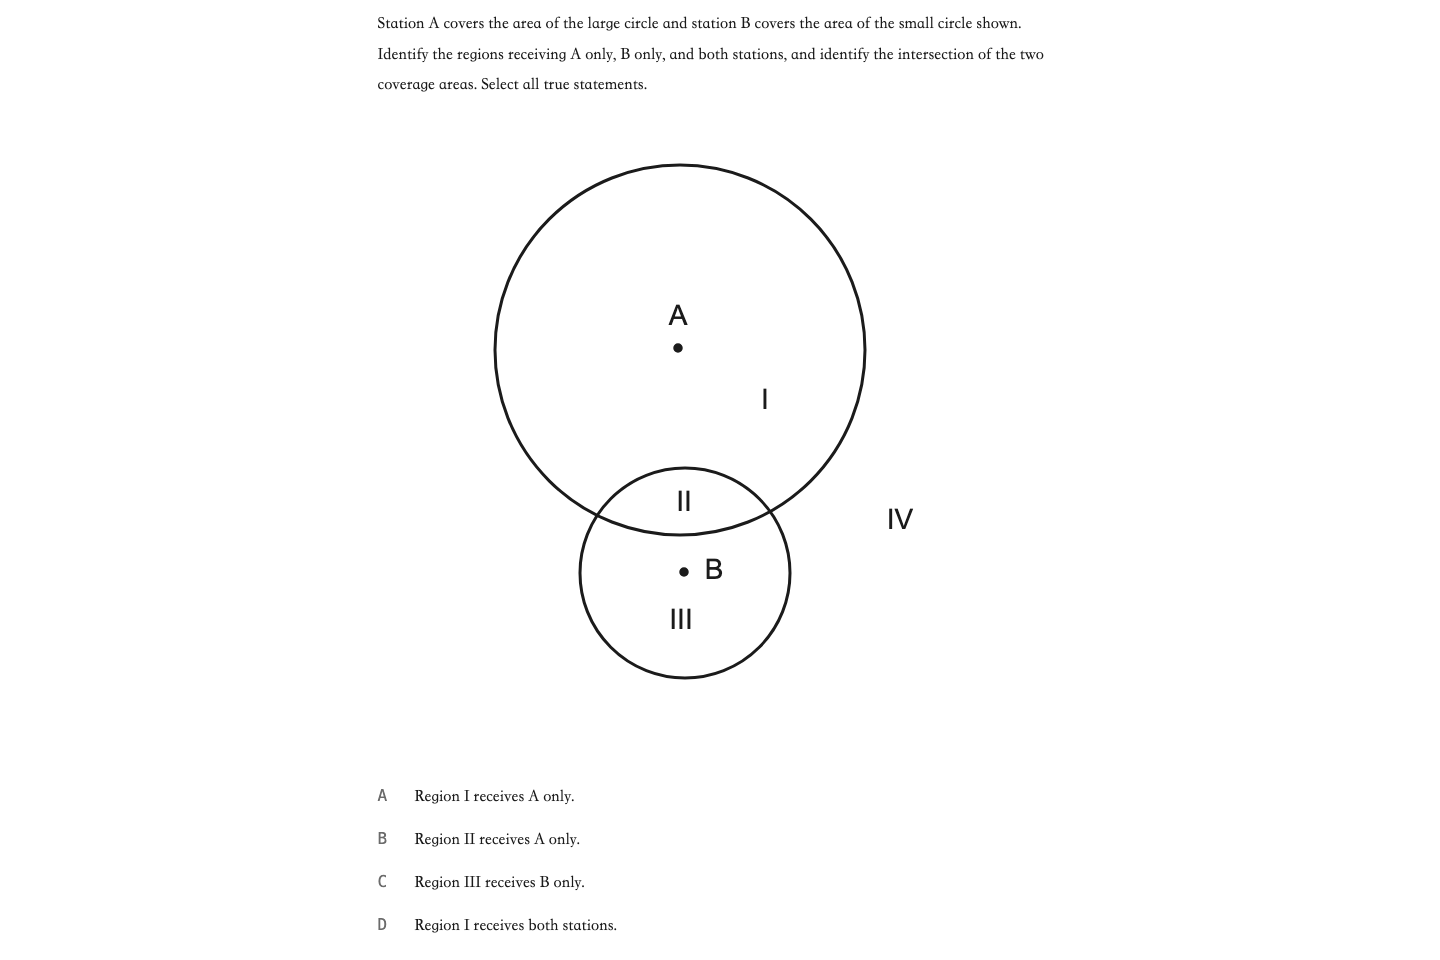 Station A covers the area of the large circle and station B covers the area of the small circle shown.
Identify the regions receiving A only, B only, and both stations, and identify the intersection of the two
coverage areas. Select all true statements.
A
I
II
IV
B
III
A Region I receives A only.
B Region II receives A only.
C Region III receives B only.
D Region I receives both stations.